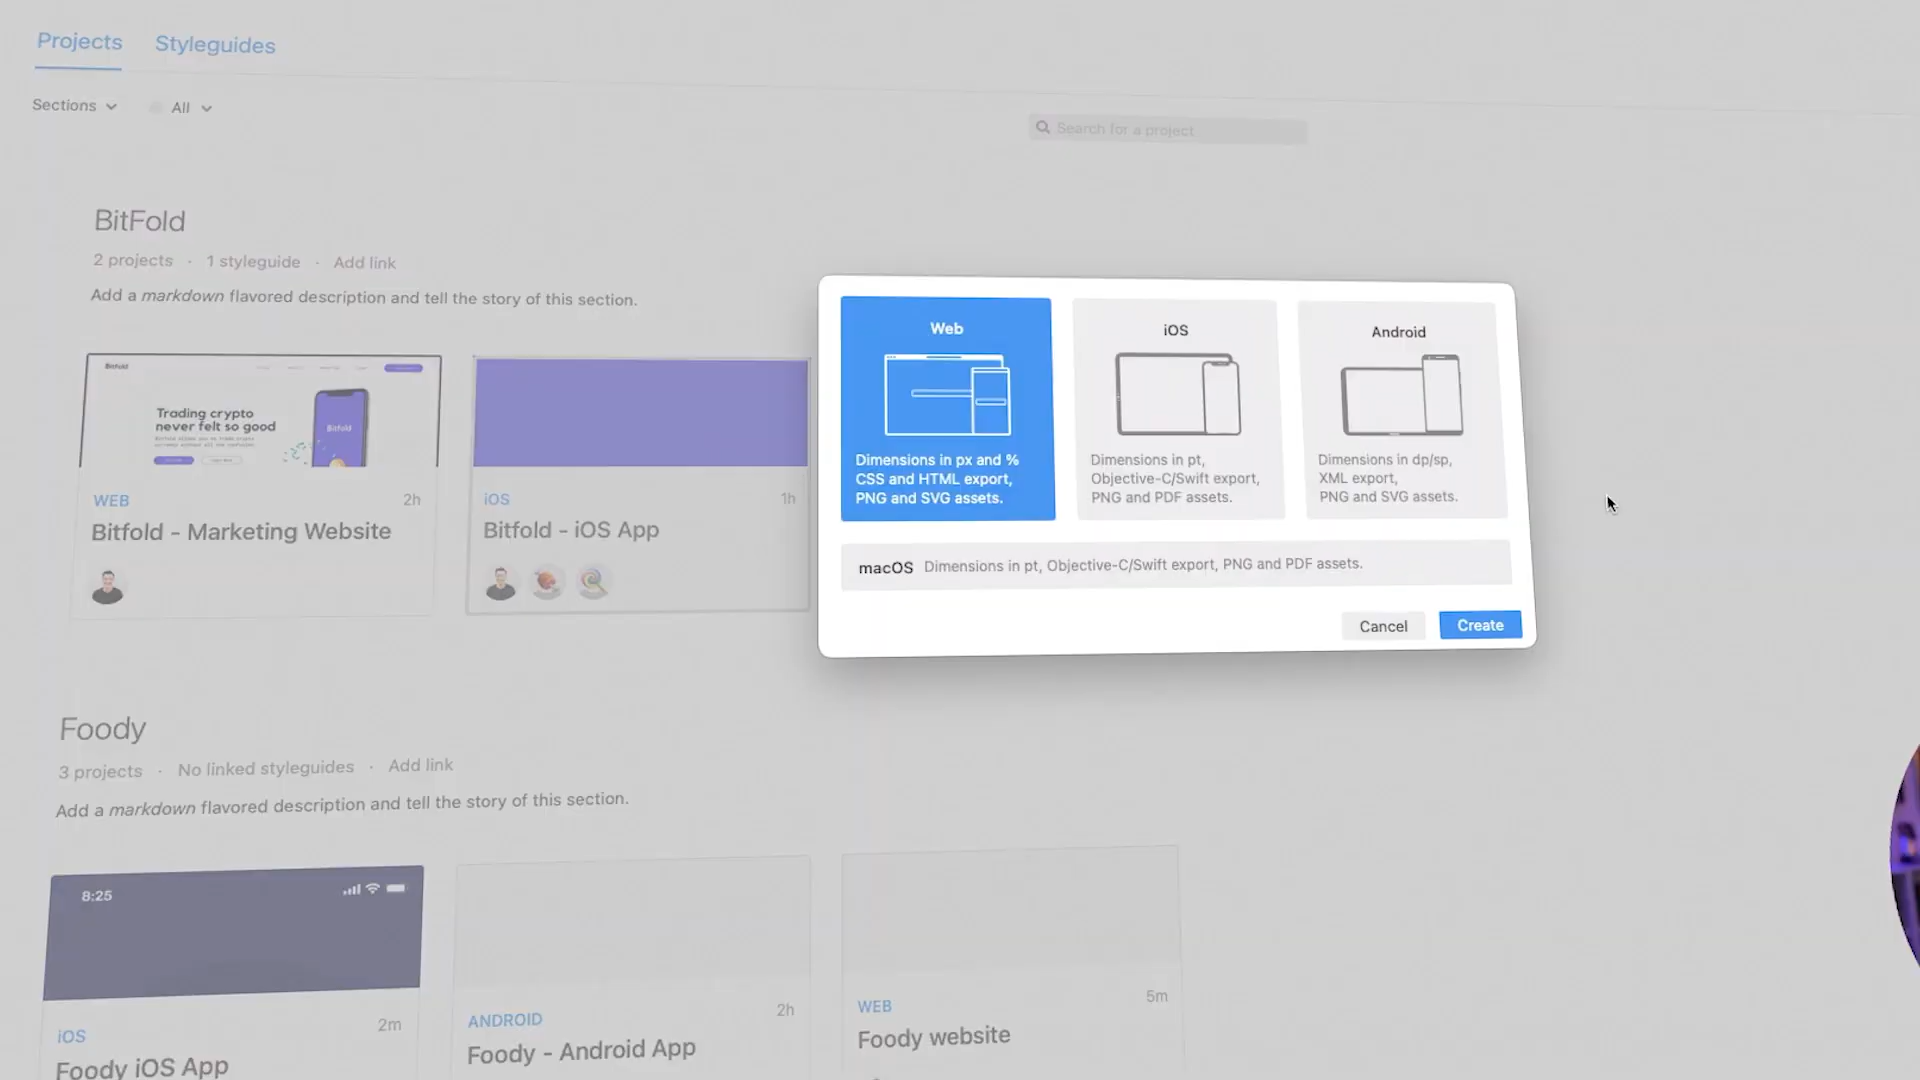 Projects
Styleguides
Sections
All
Search for a project
BitFold
2 projects · 1 styleguide · Add link
Add a markdown flavored description and tell the story of this section.
Bitfold
Trading crypto
never felt so good
Bitfold
WEB
2h
Bitfold - Marketing Website
iOS
1h
Bitfold - iOS App
Web
Dimensions in px and %
CSS and HTML export,
PNG and SVG assets.
iOS
Dimensions in pt,
Objective-C/Swift export,
PNG and PDF assets.
Android
Dimensions in dp/sp,
XML export,
PNG and SVG assets.
macOS Dimensions in pt, Objective-C/Swift export, PNG and PDF assets.
Cancel
Create
Foody
3 projects · No linked styleguides · Add link
Add a markdown flavored description and tell the story of this section.
8:25
iOS
2m
Foody iOS App
ANDROID
2h
Foody - Android App
WEB
5m
Foody website